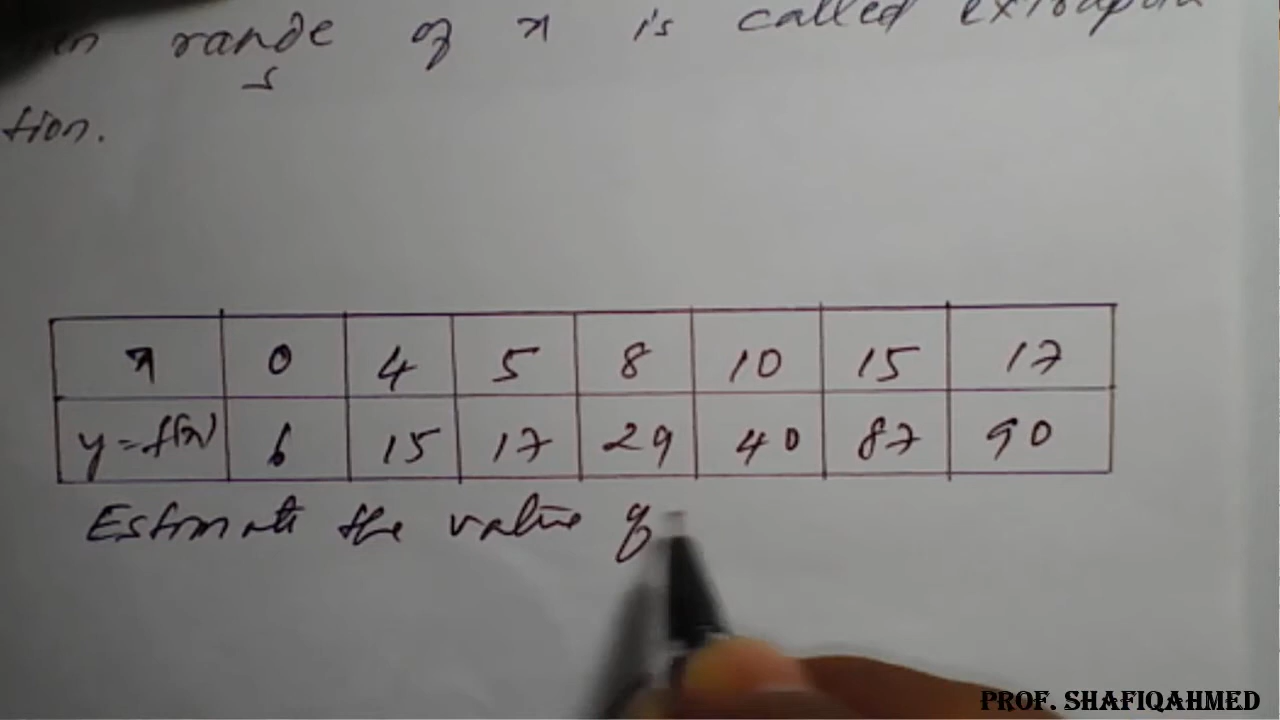 range of x is called extrapola
tion.
x 0 4 5 8 10 15 17
y=f(x) 6 15 17 29 40 87 90
Estimate the value of
PROF. SHAFIQAHMED